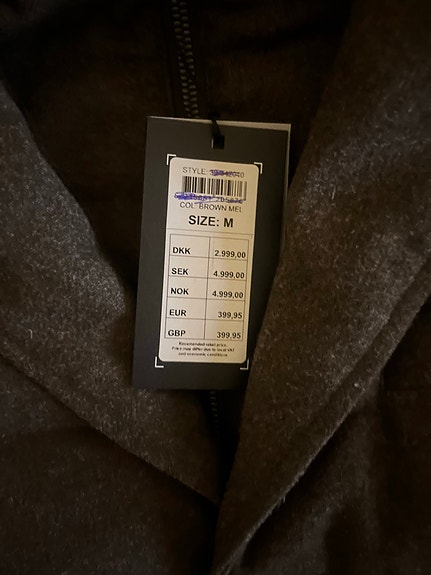 STYLE:
COL: BROWN MEL
SIZE: M
DKK 2.999,00
SEK 4.999,00
NOK 4.999,00
EUR 399,95
GBP 399,95
Recomended retail price.
Price may differ due to local VAT
and economic conditions.